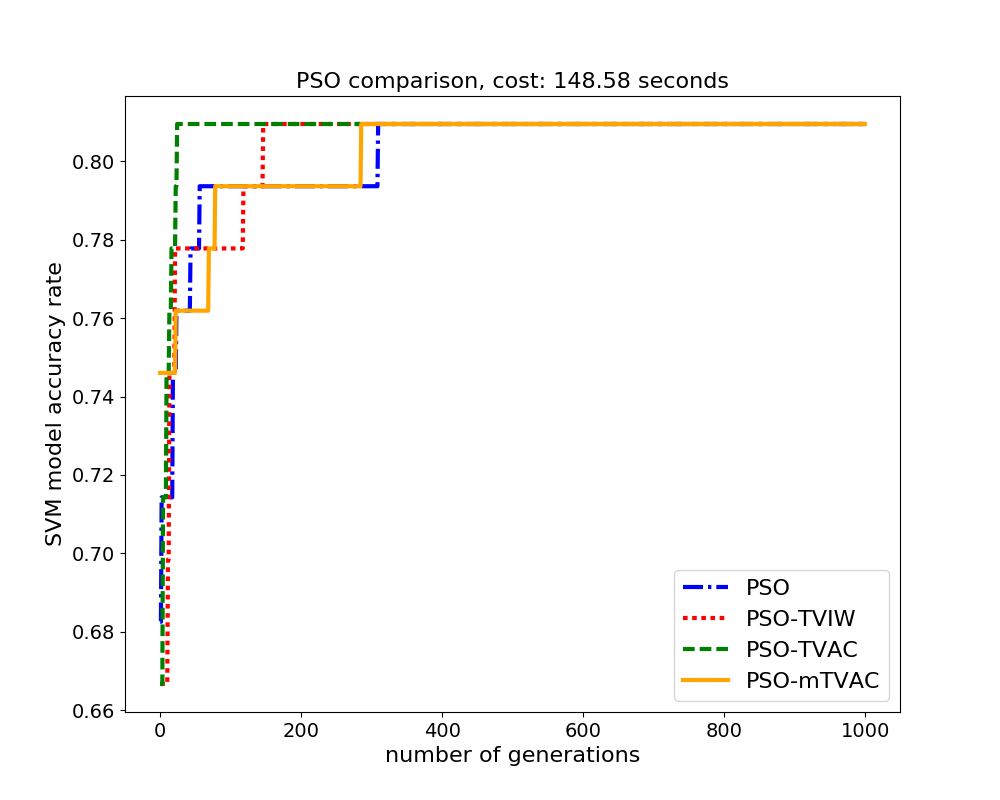 PSO comparison, cost: 148.58 seconds
SVM model accuracy rate
0.80
0.78
0.76
0.74
0.72
0.70
0.68
0.66
0 200 400 600 800 1000
number of generations
PSO
PSO-TVIW
PSO-TVAC
PSO-mTVAC